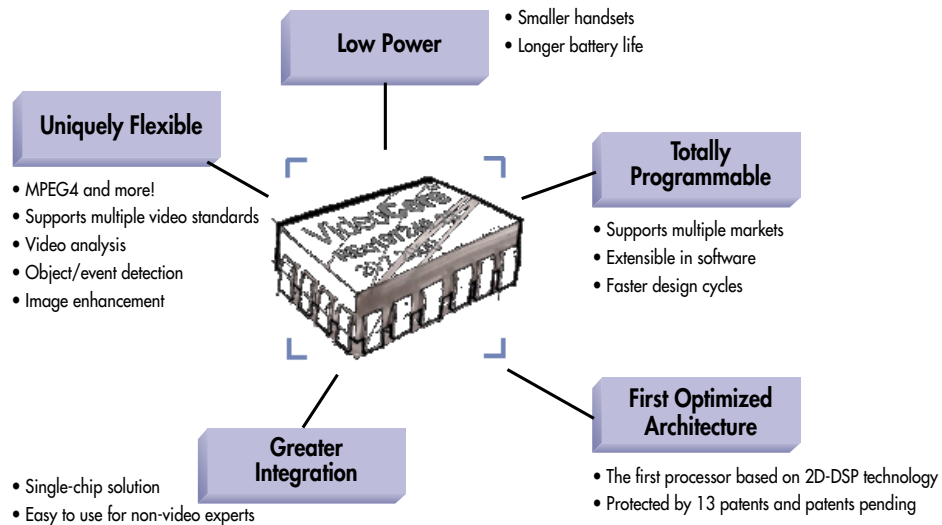 Low Power
• Smaller handsets
• Longer battery life
Uniquely Flexible
• MPEG4 and more!
• Supports multiple video standards
• Video analysis
• Object/event detection
• Image enhancement
Totally
Programmable
• Supports multiple markets
• Extensible in software
• Faster design cycles
VideoCore
Greater
Integration
• Single-chip solution
• Easy to use for non-video experts
First Optimized
Architecture
• The first processor based on 2D-DSP technology
• Protected by 13 patents and patents pending